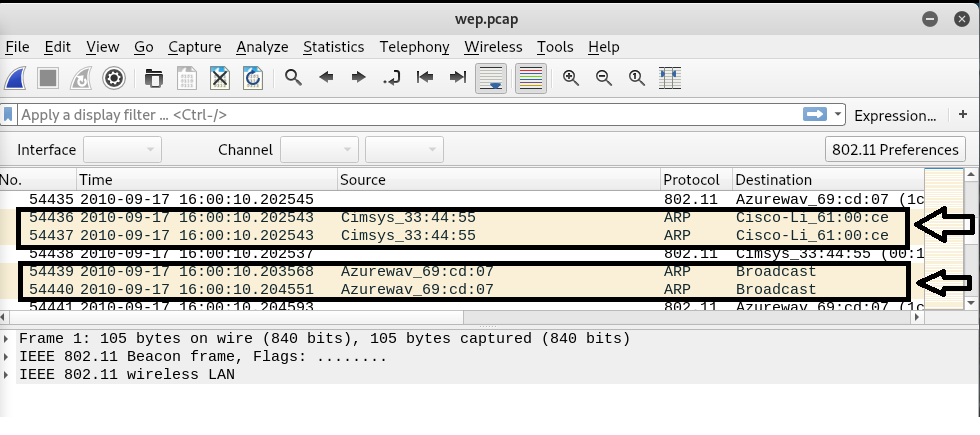 wep.pcap
File Edit View Go Capture Analyze Statistics Telephony Wireless Tools Help
Apply a display filter ... <Ctrl-/> Expression... +
Interface Channel 802.11 Preferences
No. Time Source Protocol Destination
54435 2010-09-17 16:00:10.202545 802.11 Azurewav_69:cd:07 (1c
54436 2010-09-17 16:00:10.202543 Cimsys_33:44:55 ARP Cisco-Li_61:00:ce
54437 2010-09-17 16:00:10.202543 Cimsys_33:44:55 ARP Cisco-Li_61:00:ce
54438 2010-09-17 16:00:10.202537 802.11 Cimsys_33:44:55 (00:1
54439 2010-09-17 16:00:10.203568 Azurewav_69:cd:07 ARP Broadcast
54440 2010-09-17 16:00:10.204551 Azurewav_69:cd:07 ARP Broadcast
54441 2010-09-17 16:00:10.204593 802.11 Azurewav_69:cd:07 (1c
Frame 1: 105 bytes on wire (840 bits), 105 bytes captured (840 bits)
IEEE 802.11 Beacon frame, Flags: ........
IEEE 802.11 wireless LAN